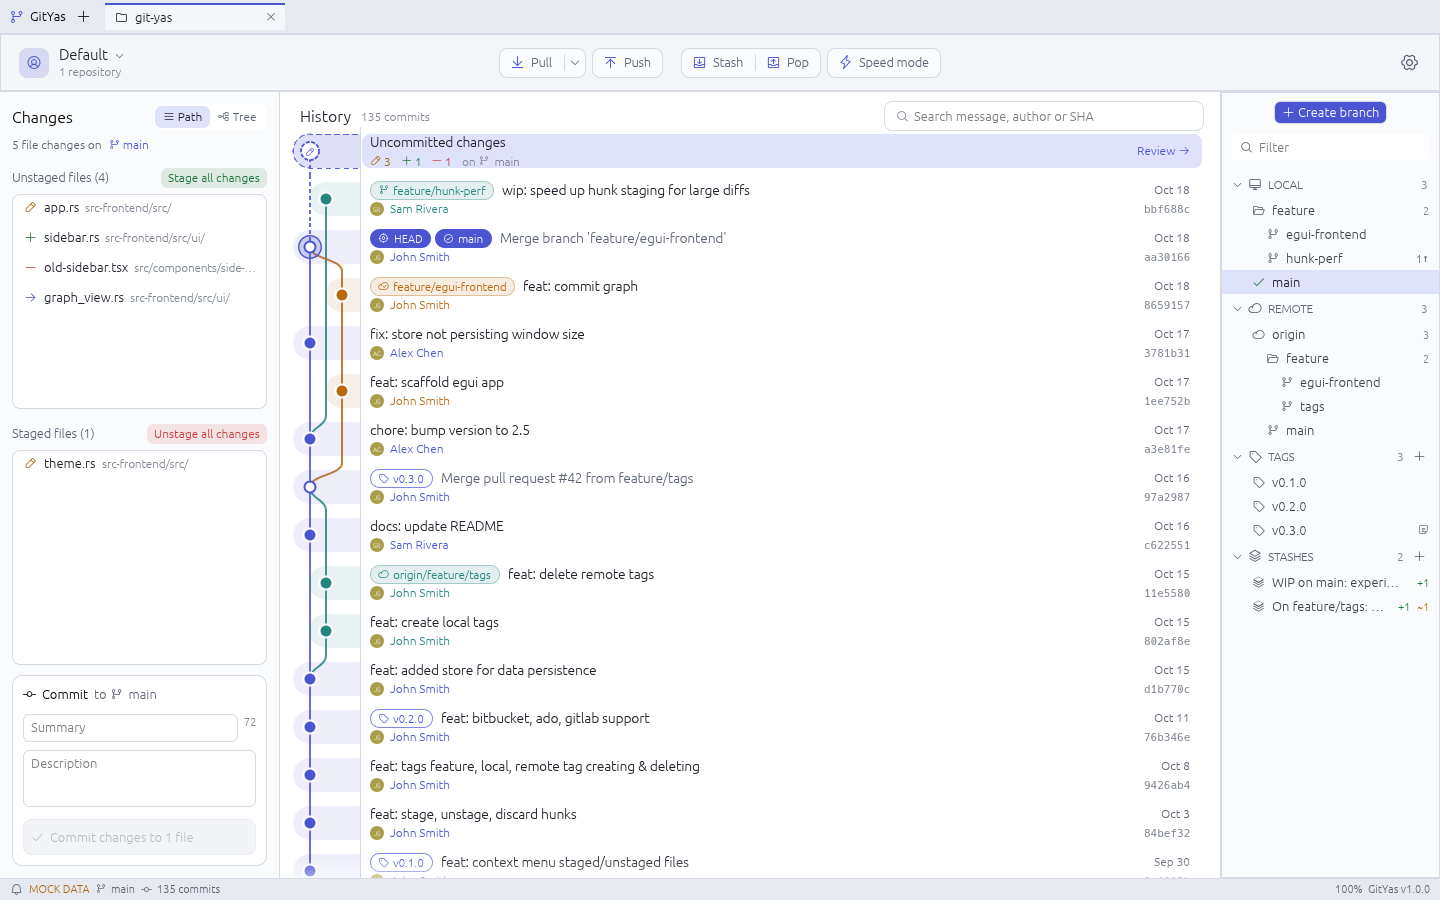 GitYas
git-yas
Default
1 repository
Pull
Push
Stash
Pop
Speed mode
Changes
Path
Tree
5 file changes on main
Unstaged files (4)
Stage all changes
app.rs src-frontend/src/
sidebar.rs src-frontend/src/ui/
old-sidebar.tsx src/components/side-...
graph_view.rs src-frontend/src/ui/
Staged files (1)
Unstage all changes
theme.rs src-frontend/src/
Commit to main
Summary
72
Description
Commit changes to 1 file
History 135 commits
Search message, author or SHA
Uncommitted changes
3 +1 −1 on main
Review →
feature/hunk-perf wip: speed up hunk staging for large diffs Oct 18
SR Sam Rivera bbf688c
HEAD main Merge branch 'feature/egui-frontend' Oct 18
JS John Smith aa30166
feature/egui-frontend feat: commit graph Oct 18
JS John Smith 8659157
fix: store not persisting window size Oct 17
AC Alex Chen 3781b31
feat: scaffold egui app Oct 17
JS John Smith 1ee752b
chore: bump version to 2.5 Oct 17
AC Alex Chen a3e81fe
v0.3.0 Merge pull request #42 from feature/tags Oct 16
JS John Smith 97a2987
docs: update README Oct 16
SR Sam Rivera c622551
origin/feature/tags feat: delete remote tags Oct 15
JS John Smith 11e5580
feat: create local tags Oct 15
JS John Smith 802af8e
feat: added store for data persistence Oct 15
JS John Smith d1b770c
v0.2.0 feat: bitbucket, ado, gitlab support Oct 11
JS John Smith 76b346e
feat: tags feature, local, remote tag creating & deleting Oct 8
JS John Smith 9426ab4
feat: stage, unstage, discard hunks Oct 3
JS John Smith 84bef32
v0.1.0 feat: context menu staged/unstaged files Sep 30
Create branch
Filter
LOCAL 3
feature 2
egui-frontend
hunk-perf 1↑
main
REMOTE 3
origin 3
feature 2
egui-frontend
tags
main
TAGS 3
v0.1.0
v0.2.0
v0.3.0
STASHES 2
WIP on main: experi... +1
On feature/tags: ... +1 ~1
MOCK DATA main 135 commits
100% GitYas v1.0.0